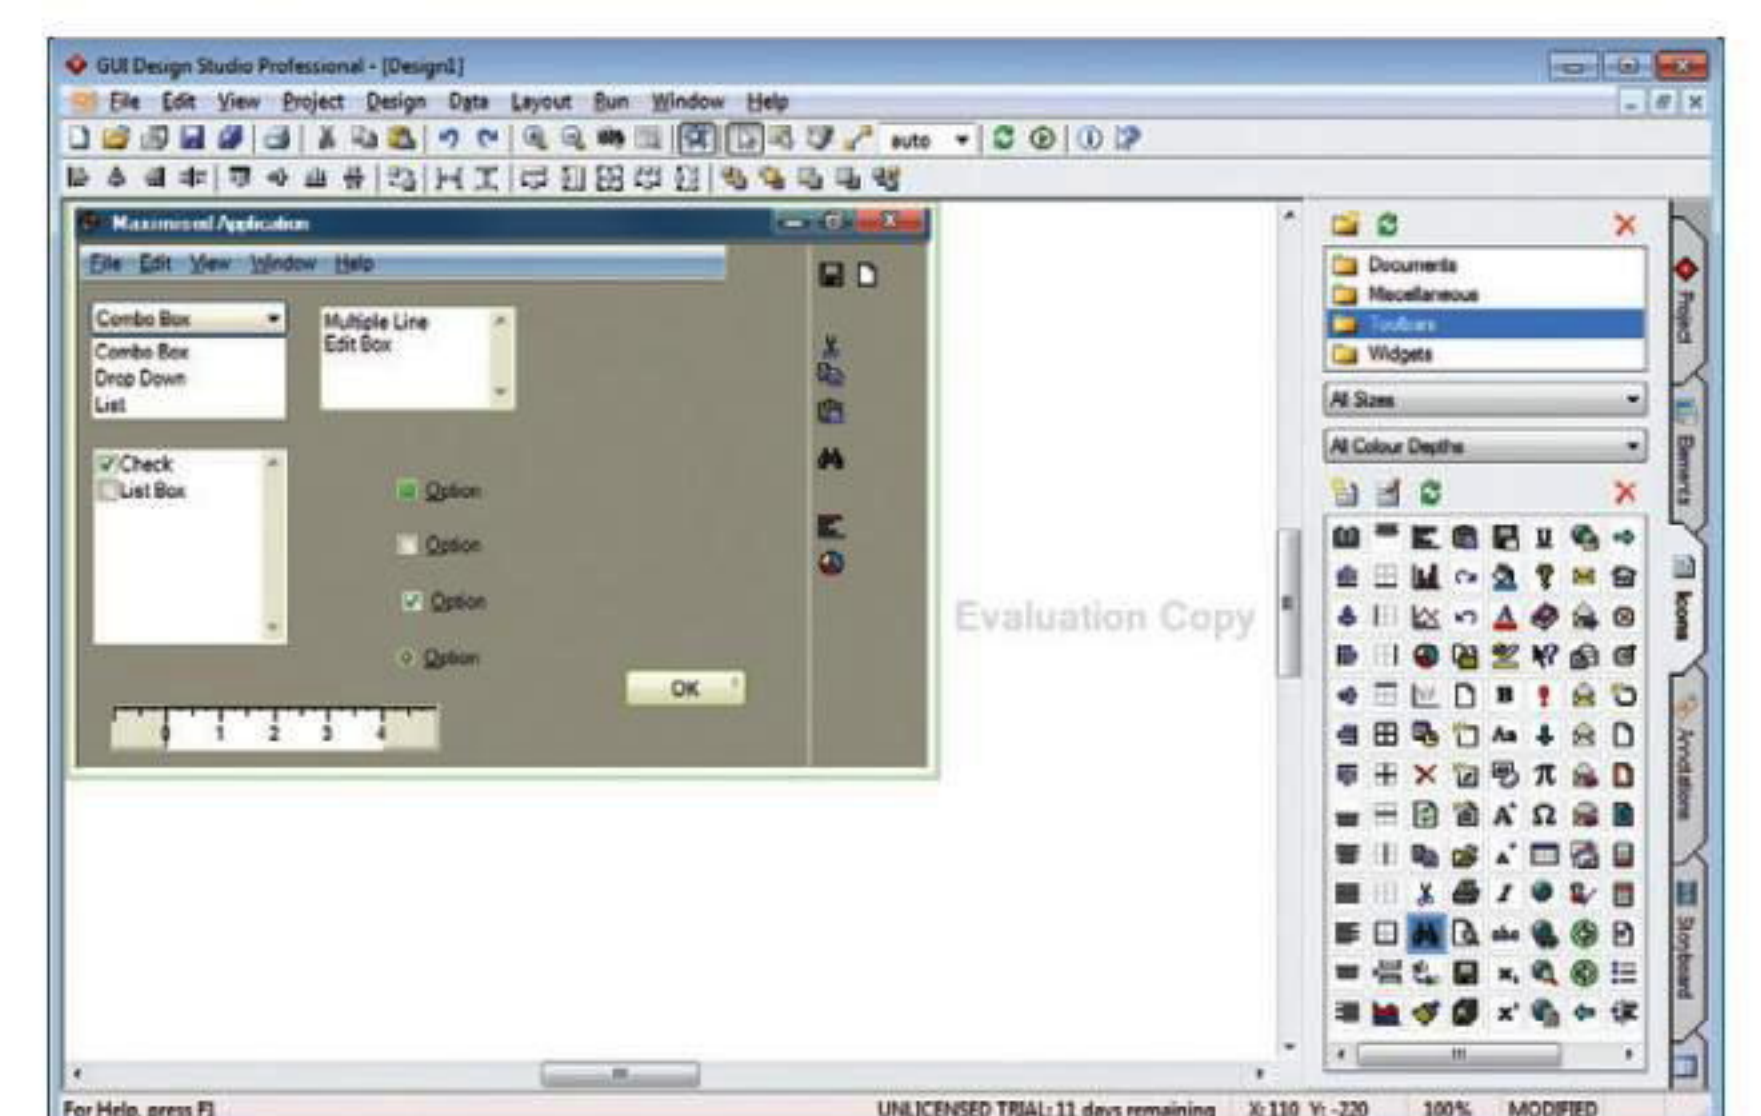 GUI Design Studio Professional - [Design1]
File Edit View Project Design Data Layout Run Window Help
auto
Maximised Application
File Edit View Window Help
Combo Box
Combo Box
Drop Down
List
Multiple Line
Edit Box
Check
List Box
Option
Option
Option
Option
OK
0 1 2 3 4
Evaluation Copy
Documents
Miscellaneous
Toolbars
Widgets
All Sizes
All Colour Depths
Project
Elements
Icons
Annotations
Storyboard
For Help, press F1
UNLICENSED TRIAL: 11 days remaining X: 110 Y: -220 100% MODIFIED